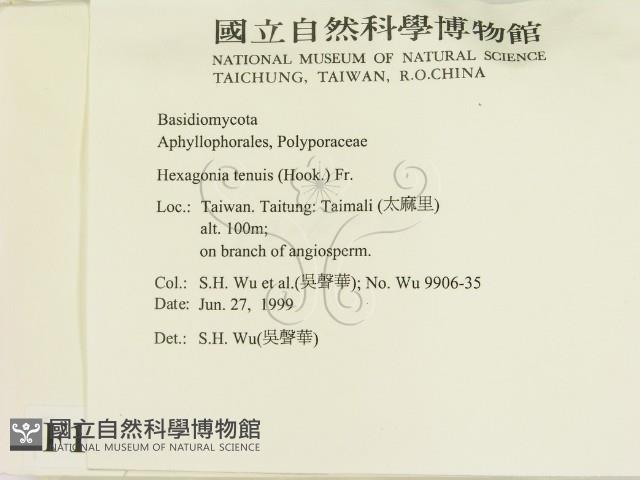 國立自然科學博物館
NATIONAL MUSEUM OF NATURAL SCIENCE
TAICHUNG, TAIWAN, R.O.CHINA
Basidiomycota
Aphyllophorales, Polyporaceae
Hexagonia tenuis (Hook.) Fr.
Loc.: Taiwan. Taitung: Taimali (太麻里)
alt. 100m;
on branch of angiosperm.
Col.: S.H. Wu et al.(吳聲華); No. Wu 9906-35
Date: Jun. 27, 1999
Det.: S.H. Wu(吳聲華)
國立自然科學博物館
NATIONAL MUSEUM OF NATURAL SCIENCE